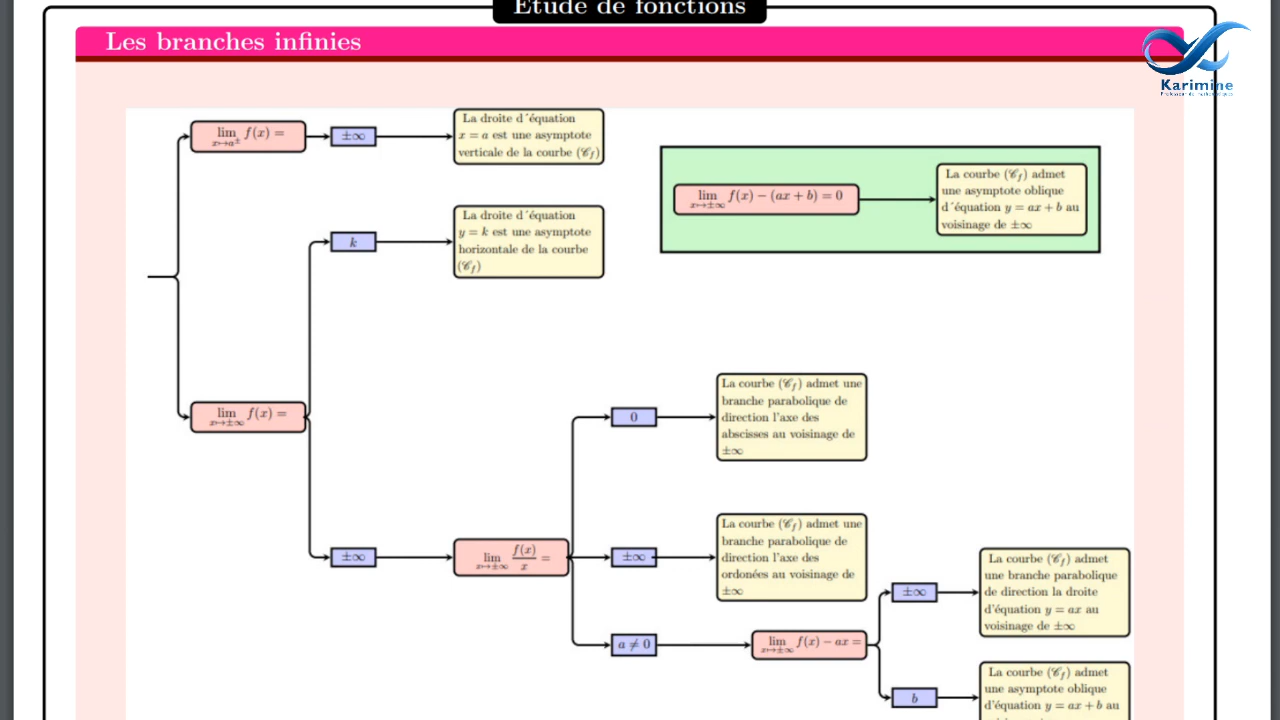 Etude de fonctions
Les branches infinies
Karimine
Professeur de mathématiques
lim f(x) =
x↦a±
±∞
La droite d´équation
x = a est une asymptote
verticale de la courbe (𝒞f)
lim f(x) − (ax + b) = 0
x↦±∞
La courbe (𝒞f) admet
une asymptote oblique
d´équation y = ax + b au
voisinage de ±∞
k
La droite d´équation
y = k est une asymptote
horizontale de la courbe
(𝒞f)
lim f(x) =
x↦±∞
0
La courbe (𝒞f) admet une
branche parabolique de
direction l'axe des
abscisses au voisinage de
±∞
±∞
lim f(x)/x =
x↦±∞
±∞
La courbe (𝒞f) admet une
branche parabolique de
direction l'axe des
ordonées au voisinage de
±∞
a ≠ 0
lim f(x) − ax =
x↦±∞
±∞
La courbe (𝒞f) admet
une branche parabolique
de direction la droite
d'équation y = ax au
voisinage de ±∞
b
La courbe (𝒞f) admet
une asymptote oblique
d'équation y = ax + b au